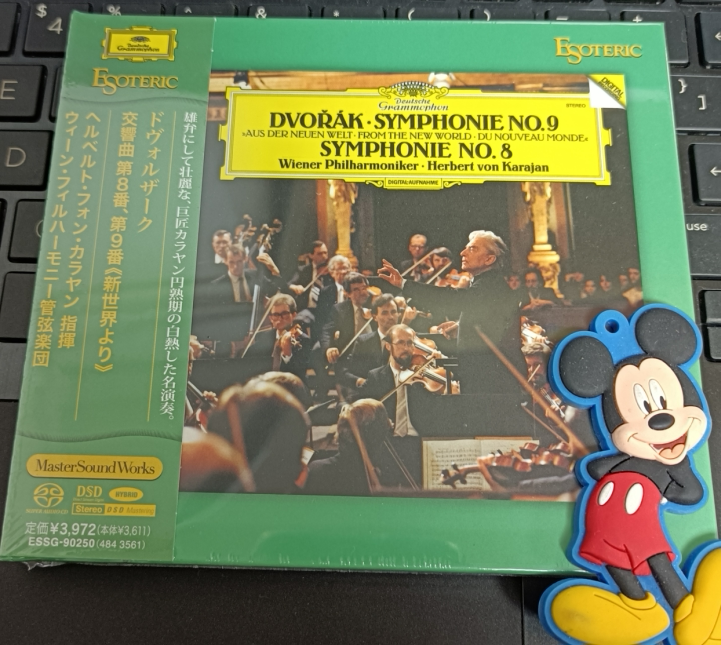 Deutsche
Grammophon
ESOTERIC
雄弁にして壮麗な、巨匠カラヤン円熟期の白熱した名演奏。
ドヴォルザーク
交響曲 第8番、第9番《新世界より》
ヘルベルト・フォン・カラヤン 指揮
ウィーン・フィルハーモニー管弦楽団
MasterSoundWorks
DSD
HYBRID
Stereo DSD Mastering
定価¥3,972(本体¥3,611)
ESSG-90250(484 3561)
ESOTERIC
DIGITAL
STEREO
Deutsche
Grammophon
DVOŘÁK · SYMPHONIE NO. 9
»AUS DER NEUEN WELT · FROM THE NEW WORLD · DU NOUVEAU MONDE«
SYMPHONIE NO. 8
Wiener Philharmoniker · Herbert von Karajan
DIGITAL-AUFNAHME
$
4
E
D
}
]
use